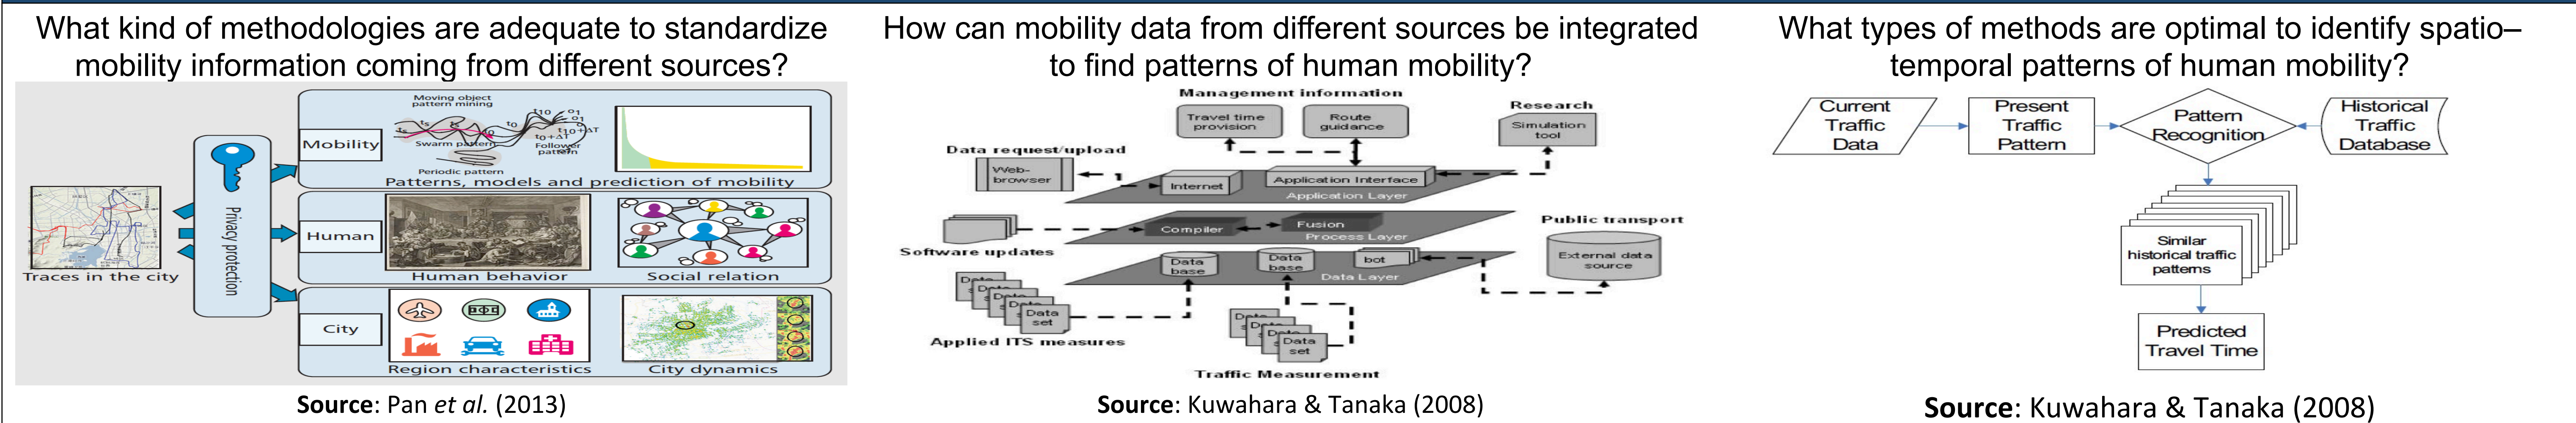 What kind of methodologies are adequate to standardize
mobility information coming from different sources?
Moving object
pattern mining
Mobility
Swarm pattern
Follower
pattern
Periodic pattern
Patterns, models and prediction of mobility
Privacy protection
Traces in the city
Human
Human behavior
Social relation
City
Region characteristics
City dynamics
Source: Pan et al. (2013)
How can mobility data from different sources be integrated
to find patterns of human mobility?
Management information
Travel time
provision
Route
guidance
Research
Simulation
tool
Data request/upload
Web-
browser
Internet
Application Interface
Application Layer
Compiler
Fusion
Process Layer
Software updates
Public transport
External data
source
Data
base
Data
base
bot
Data Layer
Data
Data
Data
Data
set
Applied ITS measures
Data
Data
Data
Data
set
Traffic Measurement
Source: Kuwahara & Tanaka (2008)
What types of methods are optimal to identify spatio–
temporal patterns of human mobility?
Current
Traffic
Data
Present
Traffic
Pattern
Pattern
Recognition
Historical
Traffic
Database
Similar
historical traffic
patterns
Predicted
Travel Time
Source: Kuwahara & Tanaka (2008)